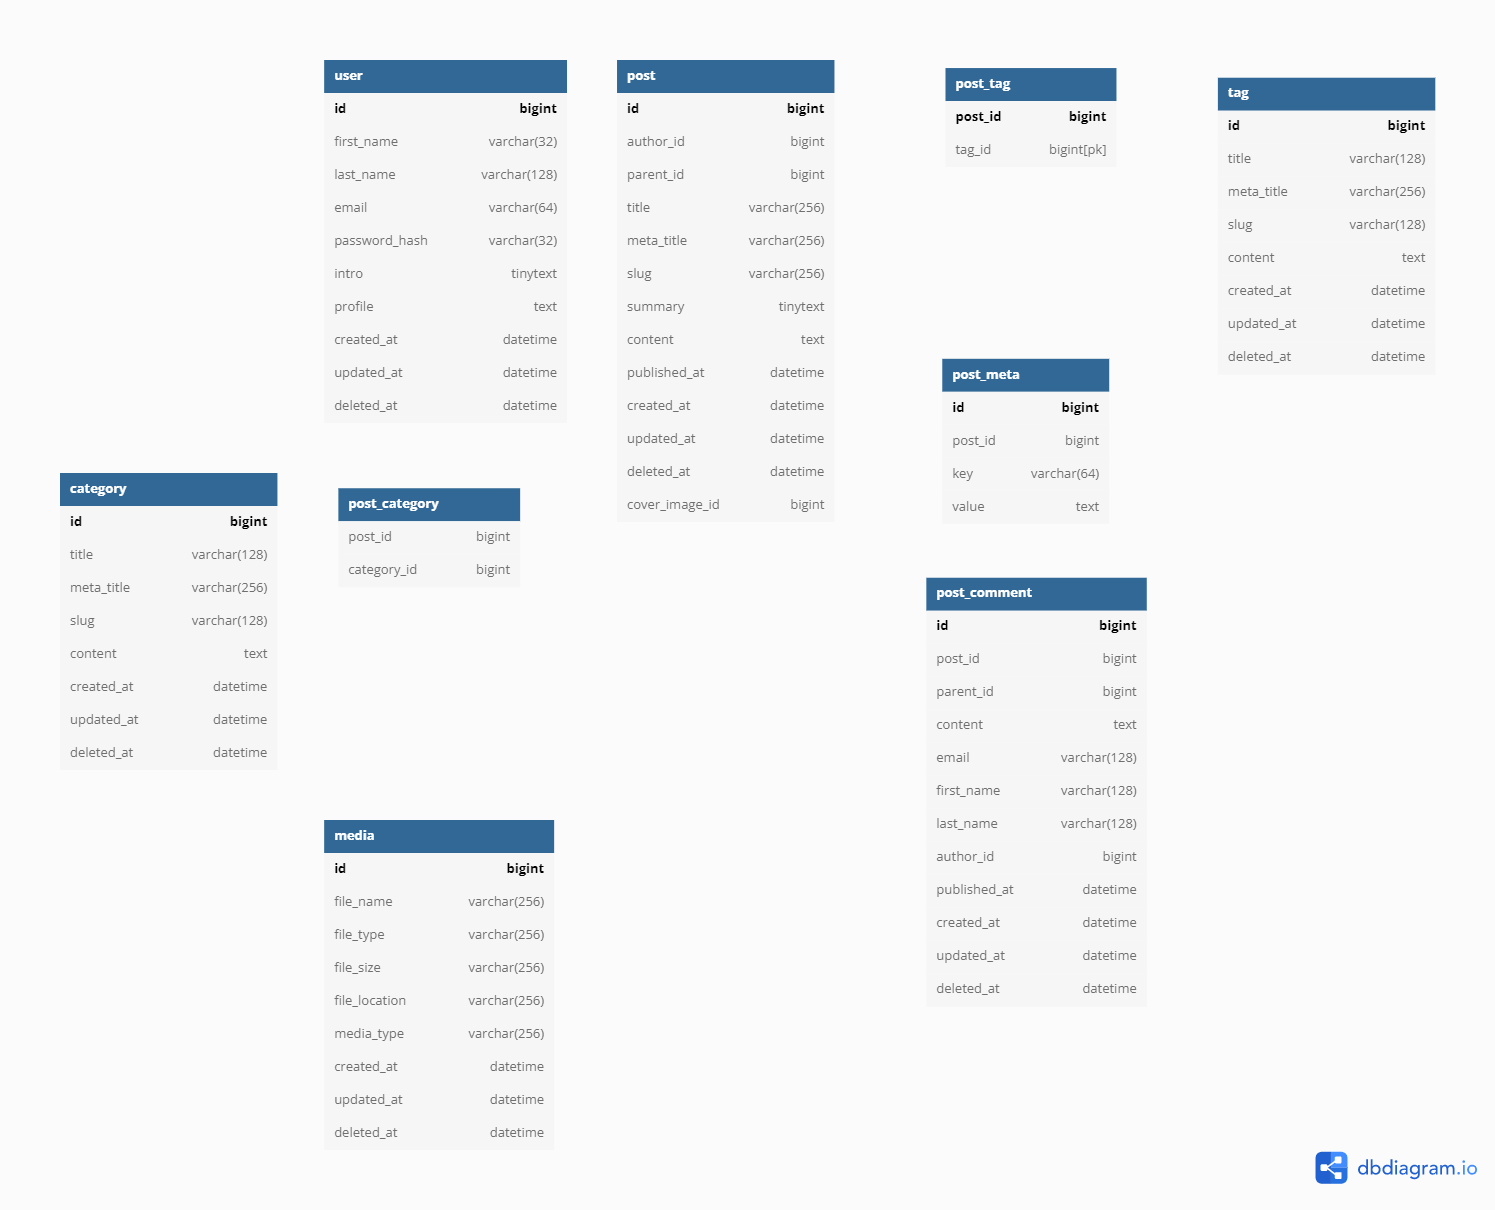 user
id bigint
first_name varchar(32)
last_name varchar(128)
email varchar(64)
password_hash varchar(32)
intro tinytext
profile text
created_at datetime
updated_at datetime
deleted_at datetime
post
id bigint
author_id bigint
parent_id bigint
title varchar(256)
meta_title varchar(256)
slug varchar(256)
summary tinytext
content text
published_at datetime
created_at datetime
updated_at datetime
deleted_at datetime
cover_image_id bigint
post_tag
post_id bigint
tag_id bigint[pk]
tag
id bigint
title varchar(128)
meta_title varchar(256)
slug varchar(128)
content text
created_at datetime
updated_at datetime
deleted_at datetime
post_meta
id bigint
post_id bigint
key varchar(64)
value text
category
id bigint
title varchar(128)
meta_title varchar(256)
slug varchar(128)
content text
created_at datetime
updated_at datetime
deleted_at datetime
post_category
post_id bigint
category_id bigint
post_comment
id bigint
post_id bigint
parent_id bigint
content text
email varchar(128)
first_name varchar(128)
last_name varchar(128)
author_id bigint
published_at datetime
created_at datetime
updated_at datetime
deleted_at datetime
media
id bigint
file_name varchar(256)
file_type varchar(256)
file_size varchar(256)
file_location varchar(256)
media_type varchar(256)
created_at datetime
updated_at datetime
deleted_at datetime
dbdiagram.io